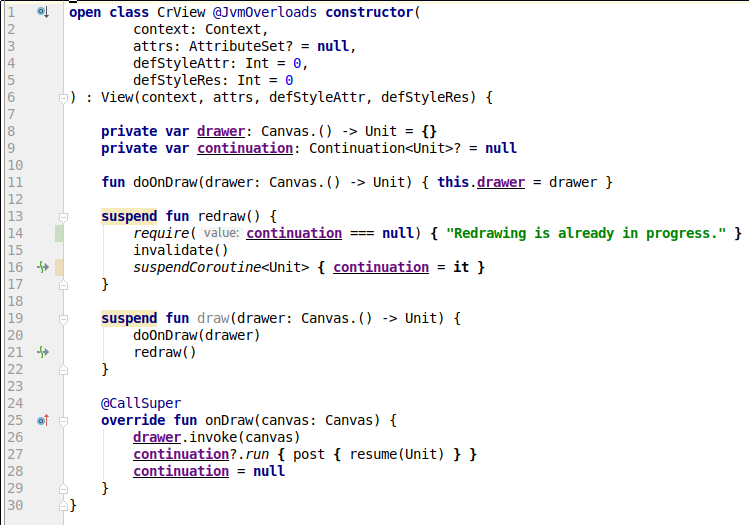 1 open class CrView @JvmOverloads constructor(
2 context: Context,
3 attrs: AttributeSet? = null,
4 defStyleAttr: Int = 0,
5 defStyleRes: Int = 0
6 ) : View(context, attrs, defStyleAttr, defStyleRes) {
7
8 private var drawer: Canvas.() -> Unit = {}
9 private var continuation: Continuation<Unit>? = null
10
11 fun doOnDraw(drawer: Canvas.() -> Unit) { this.drawer = drawer }
12
13 suspend fun redraw() {
14 require( value: continuation === null) { "Redrawing is already in progress." }
15 invalidate()
16 suspendCoroutine<Unit> { continuation = it }
17 }
18
19 suspend fun draw(drawer: Canvas.() -> Unit) {
20 doOnDraw(drawer)
21 redraw()
22 }
23
24 @CallSuper
25 override fun onDraw(canvas: Canvas) {
26 drawer.invoke(canvas)
27 continuation?.run { post { resume(Unit) } }
28 continuation = null
29 }
30 }